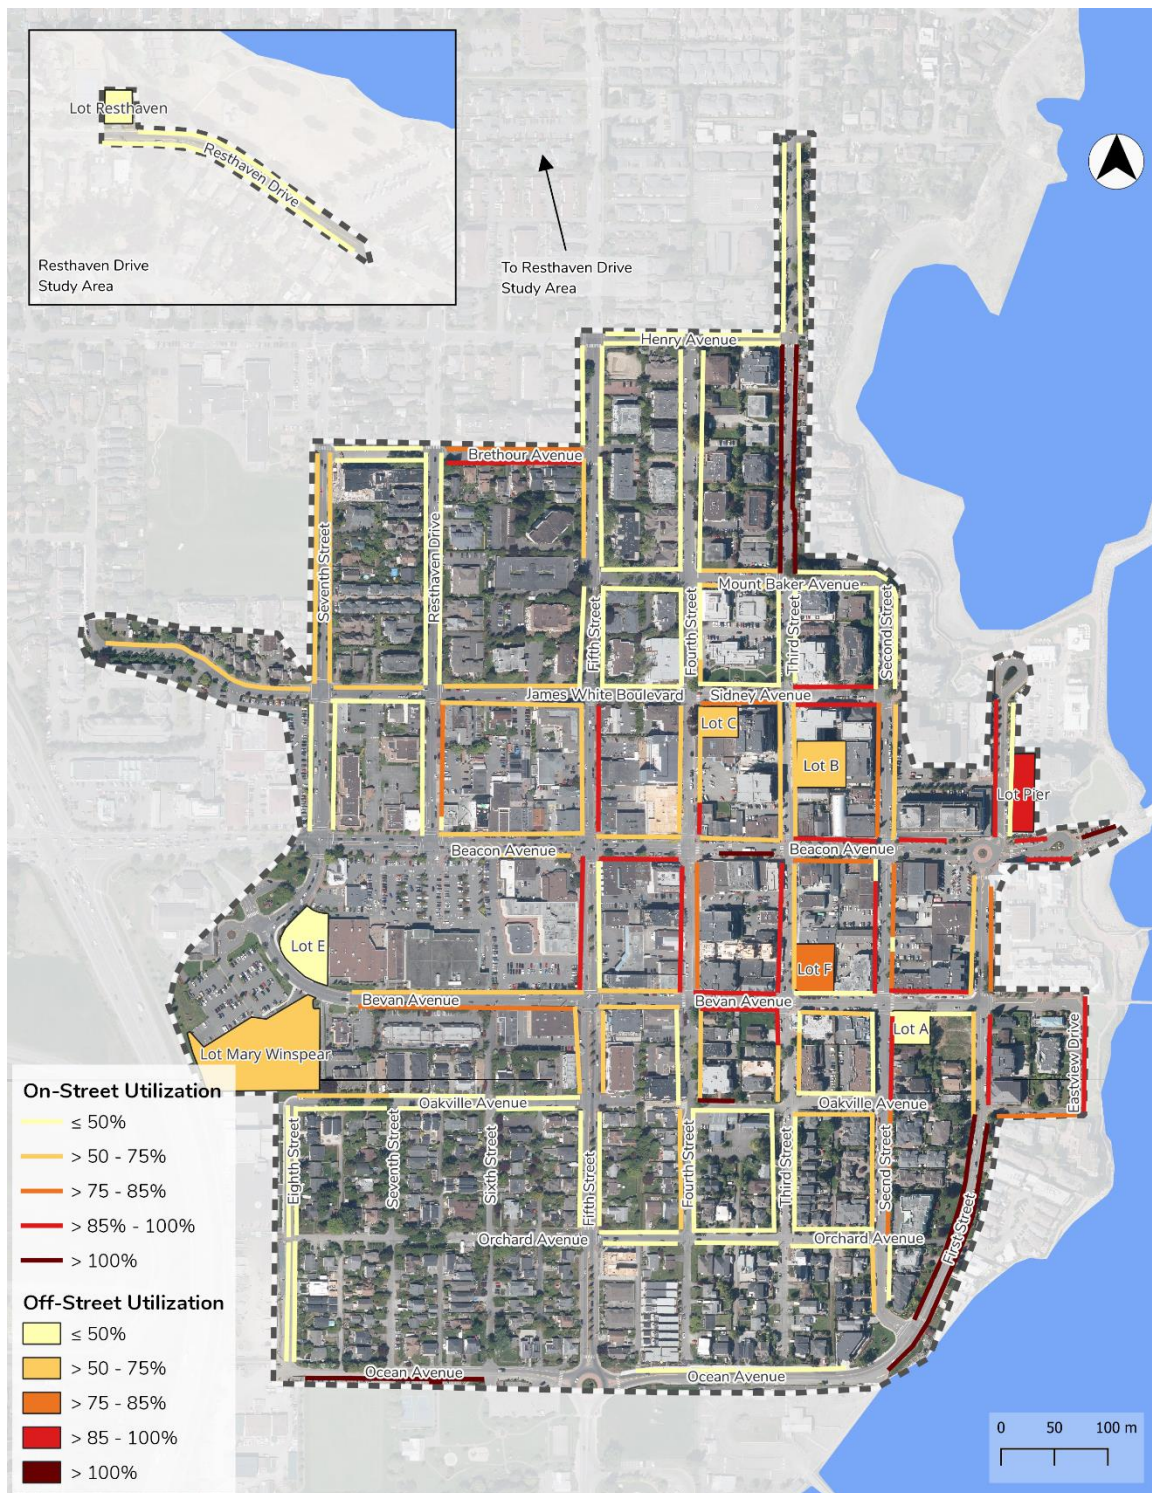 Lot Resthaven
Resthaven Drive
Resthaven Drive
Study Area
To Resthaven Drive
Study Area
Henry Avenue
Brethour Avenue
Seventh Street
Resthaven Drive
Mount Baker Avenue
Fifth Street
Fourth Street
Third Street
Second Street
James White Boulevard
Sidney Avenue
Lot C
Lot B
Lot Pier
Beacon Avenue
Beacon Avenue
Lot E
Lot F
Bevan Avenue
Bevan Avenue
Lot A
Eastview Drive
Lot Mary Winspear
Oakville Avenue
Oakville Avenue
Eighth Street
Seventh Street
Sixth Street
Fifth Street
Fourth Street
Third Street
Secnd Street
First Street
Orchard Avenue
Orchard Avenue
Ocean Avenue
Ocean Avenue
On-Street Utilization
≤ 50%
> 50 - 75%
> 75 - 85%
> 85% - 100%
> 100%
Off-Street Utilization
≤ 50%
> 50 - 75%
> 75 - 85%
> 85 - 100%
> 100%
0 50 100 m